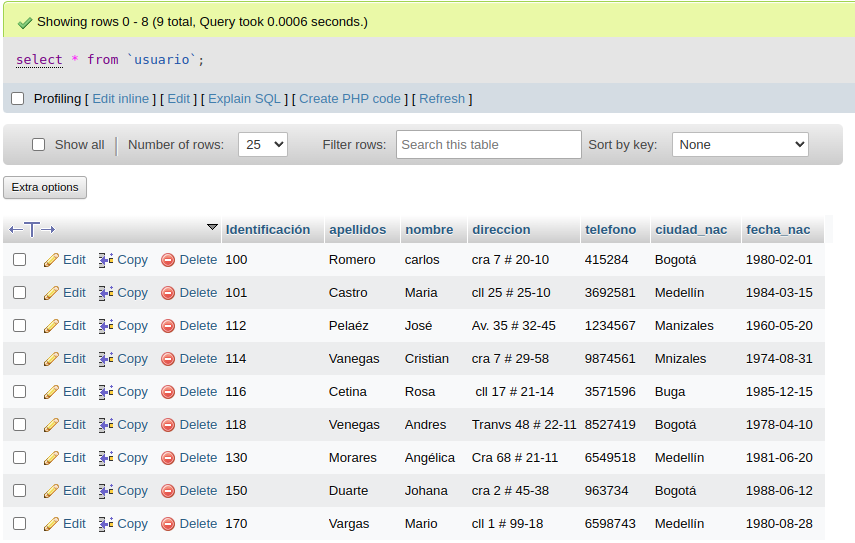 Showing rows 0 - 8 (9 total, Query took 0.0006 seconds.)
select * from `usuario`;
Profiling [ Edit inline ] [ Edit ] [ Explain SQL ] [ Create PHP code ] [ Refresh ]
Show all Number of rows: 25 Filter rows: Search this table Sort by key: None
Extra options
Identificación apellidos nombre direccion telefono ciudad_nac fecha_nac
Edit Copy Delete 100 Romero carlos cra 7 # 20-10 415284 Bogotá 1980-02-01
Edit Copy Delete 101 Castro Maria cll 25 # 25-10 3692581 Medellín 1984-03-15
Edit Copy Delete 112 Pelaéz José Av. 35 # 32-45 1234567 Manizales 1960-05-20
Edit Copy Delete 114 Vanegas Cristian cra 7 # 29-58 9874561 Mnizales 1974-08-31
Edit Copy Delete 116 Cetina Rosa cll 17 # 21-14 3571596 Buga 1985-12-15
Edit Copy Delete 118 Venegas Andres Tranvs 48 # 22-11 8527419 Bogotá 1978-04-10
Edit Copy Delete 130 Morares Angélica Cra 68 # 21-11 6549518 Medellín 1981-06-20
Edit Copy Delete 150 Duarte Johana cra 2 # 45-38 963734 Bogotá 1988-06-12
Edit Copy Delete 170 Vargas Mario cll 1 # 99-18 6598743 Medellín 1980-08-28